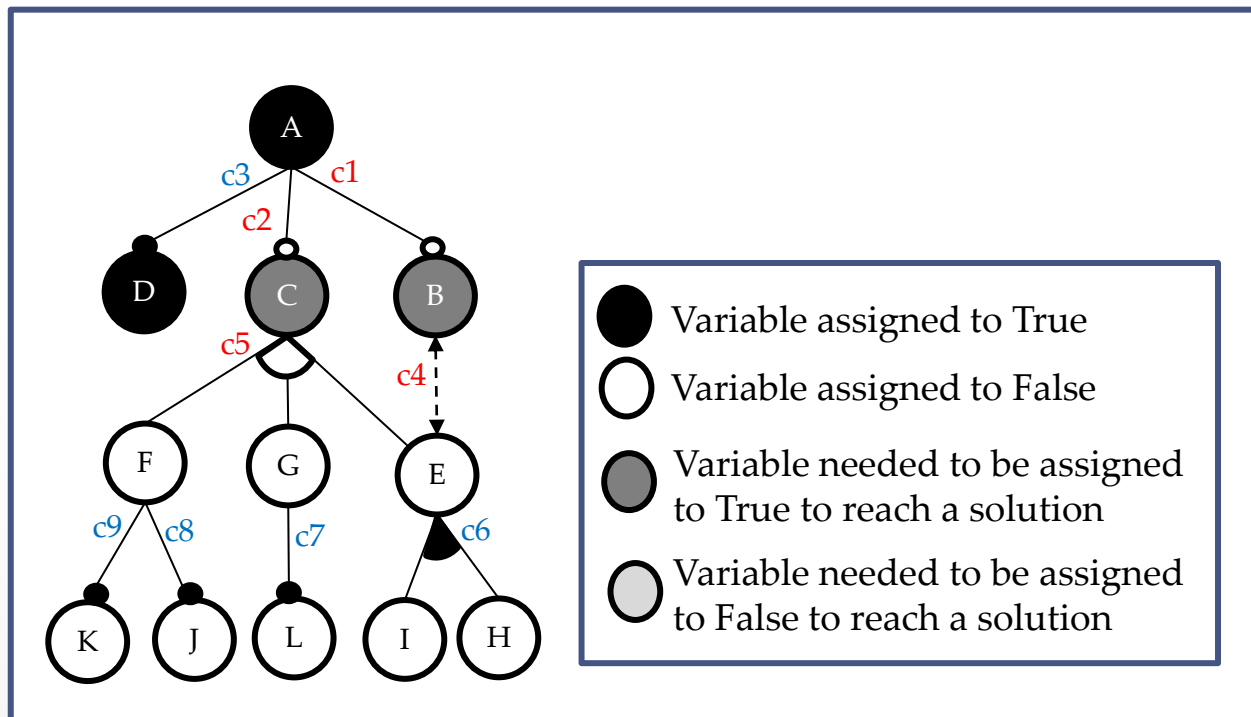 A
c3
c1
c2
D
C
B
c5
c4
F
G
E
c9
c8
c7
c6
K
J
L
I
H
Variable assigned to True
Variable assigned to False
Variable needed to be assigned
to True to reach a solution
Variable needed to be assigned
to False to reach a solution